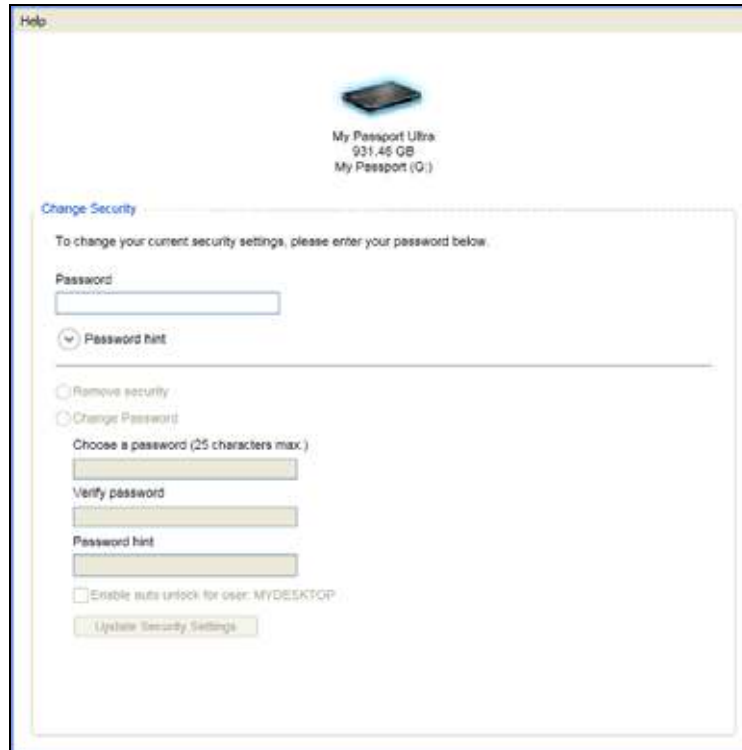 Help
My Passport Ultra
931.46 GB
My Passport (G:)
Change Security
To change your current security settings, please enter your password below.
Password
Password hint
Remove security
Change Password
Choose a password (25 characters max.)
Verify password
Password hint
Enable auto unlock for user: MYDESKTOP
Update Security Settings